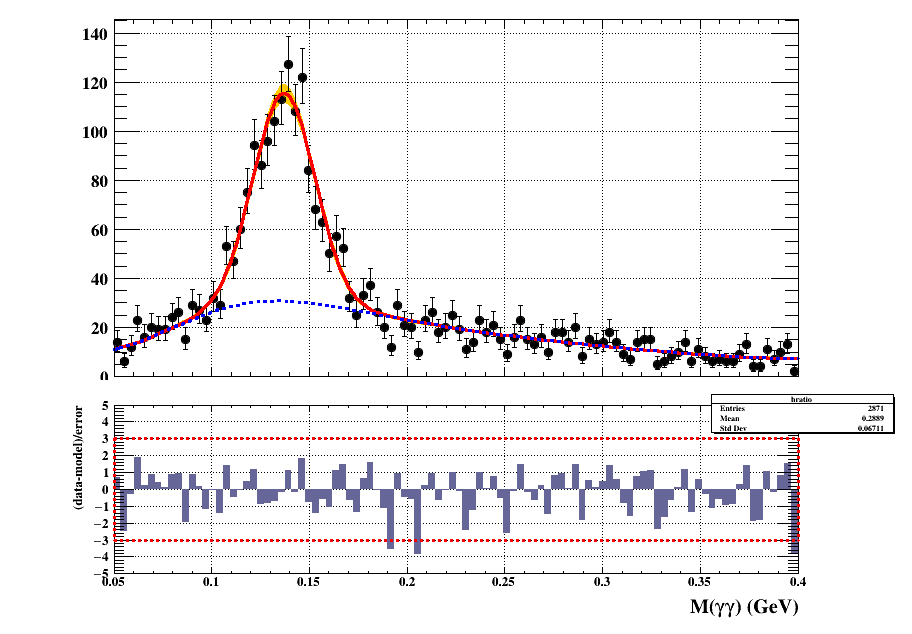 140
120
100
80
60
40
20
0
(data-model)/error
5
4
3
2
1
0
−1
−2
−3
−4
−5
hratio
Entries 2871
Mean 0.2889
Std Dev 0.06711
0.05 0.1 0.15 0.2 0.25 0.3 0.35 0.4
M(γγ) (GeV)